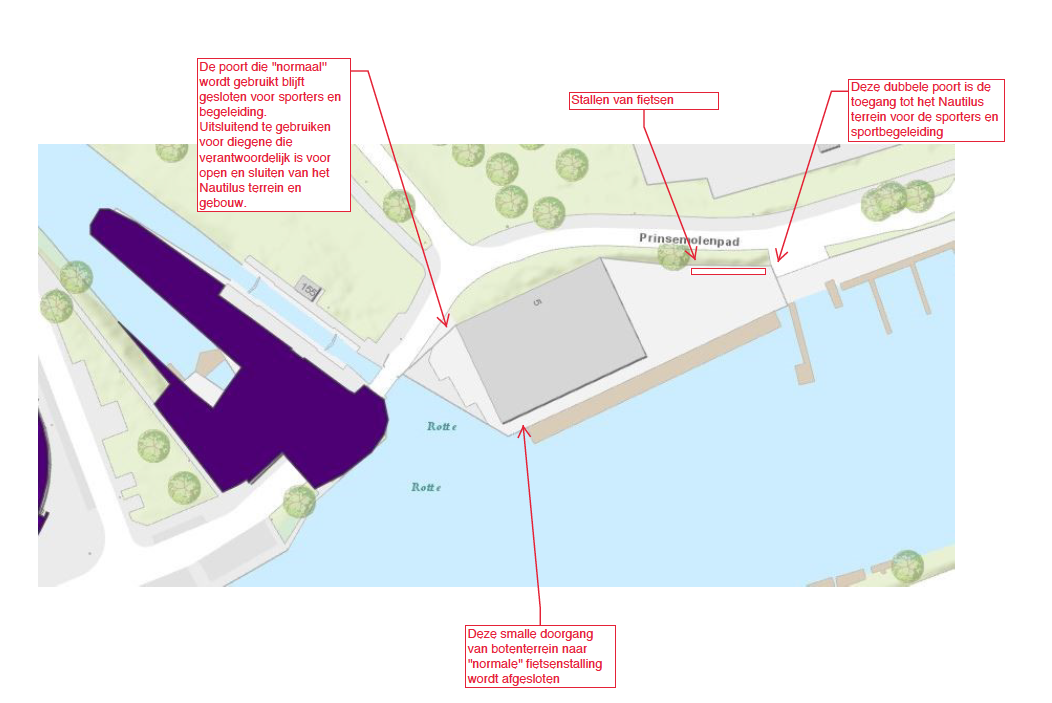 De poort die "normaal"
wordt gebruikt blijft
gesloten voor sporters en
begeleiding.
Uitsluitend te gebruiken
voor diegene die
verantwoordelijk is voor
open en sluiten van het
Nautilus terrein en
gebouw.
Stallen van fietsen
Deze dubbele poort is de
toegang tot het Nautilus
terrein voor de sporters en
sportbegeleiding
Prinsemolenpad
155
5
Rotte
Rotte
Deze smalle doorgang
van botenterrein naar
"normale" fietsenstalling
wordt afgesloten